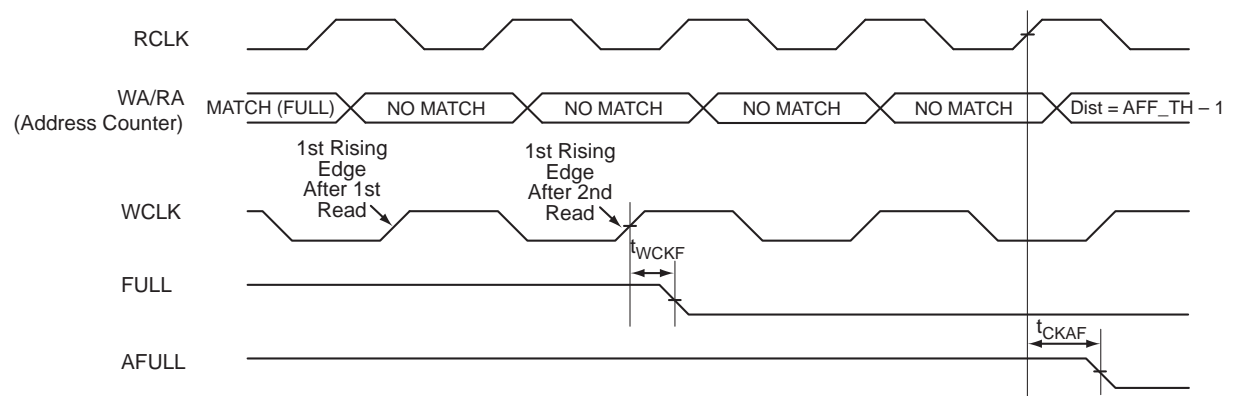 RCLK
WA/RA
(Address Counter)
MATCH (FULL)
NO MATCH
NO MATCH
NO MATCH
NO MATCH
Dist = AFF_TH – 1
1st Rising
Edge
After 1st
Read
1st Rising
Edge
After 2nd
Read
WCLK
tWCKF
FULL
tCKAF
AFULL